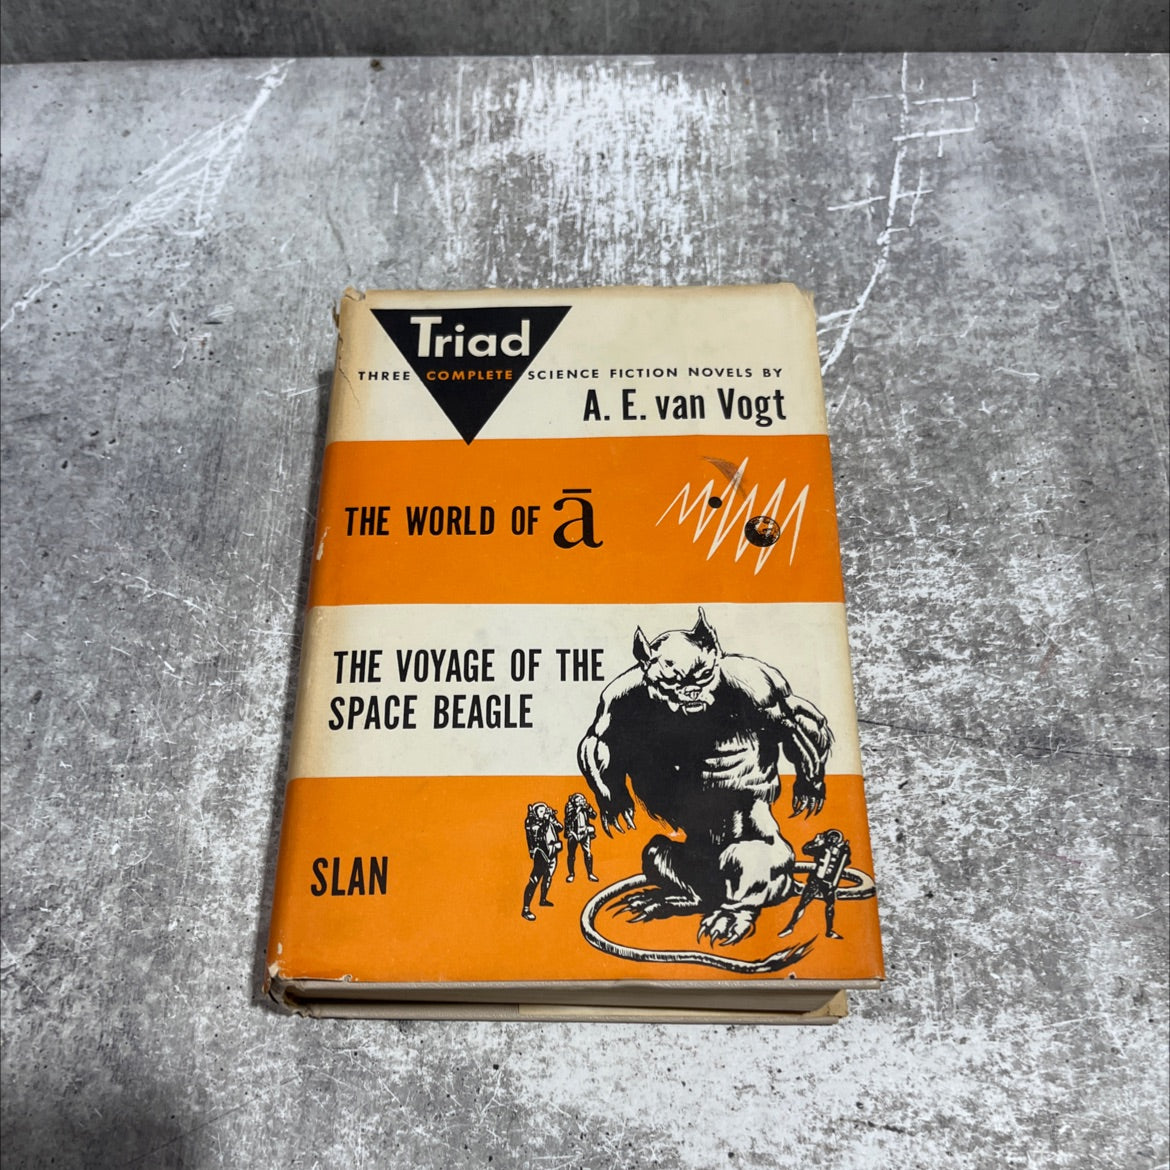 Triad
THREE COMPLETE SCIENCE FICTION NOVELS BY
A. E. van Vogt
THE WORLD OF ā
THE VOYAGE OF THE
SPACE BEAGLE
SLAN